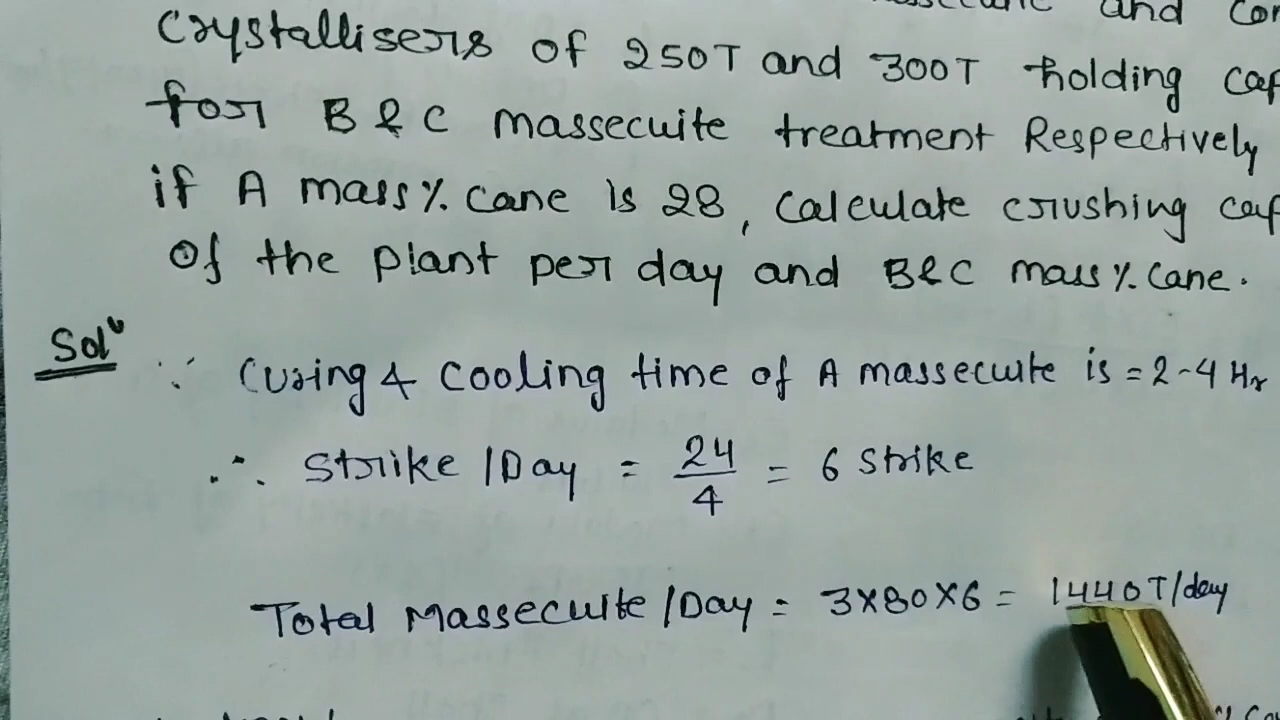 and
Crystallisers of 250T and 300T holding
for B & C massecuite treatment Respectively
if A mass % cane is 28, calculate crushing
of the plant per day and B&C mass % cane.
Solⁿ ∵ Curing & cooling time of A massecuite is = 2-4 Hr
∴ Strike / Day = 24/4 = 6 strike
Total Massecuite / Day = 3×80×6 = 1440T/day